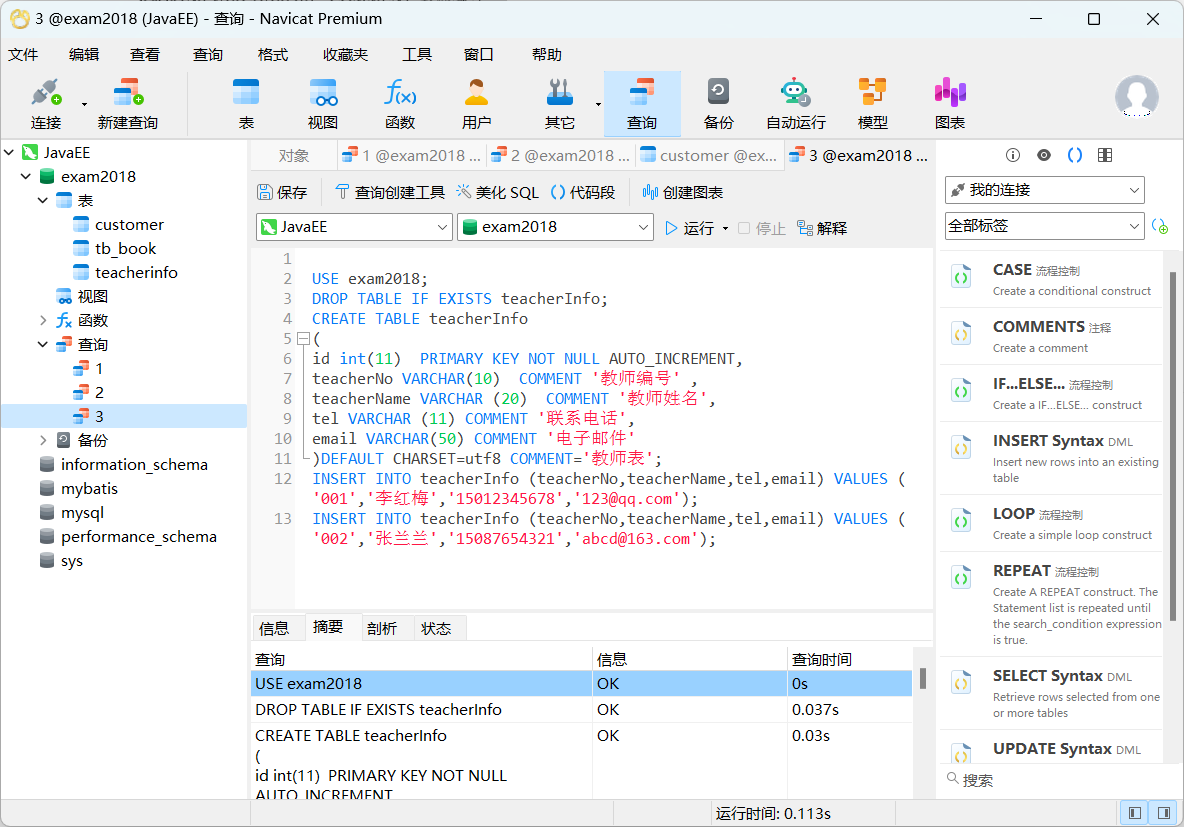 3 @exam2018 (JavaEE) - 查询 - Navicat Premium
文件 编辑 查看 查询 格式 收藏夹 工具 窗口 帮助
连接 新建查询 表 视图 函数 用户 其它 查询 备份 自动运行 模型 图表
JavaEE
exam2018
表
customer
tb_book
teacherinfo
视图
函数
查询
1
2
3
备份
information_schema
mybatis
mysql
performance_schema
sys
对象 1 @exam2018 ... 2 @exam2018 ... customer @ex... 3 @exam2018 ...
保存 查询创建工具 美化 SQL 代码段 创建图表
JavaEE exam2018 运行 停止 解释
1
2 USE exam2018;
3 DROP TABLE IF EXISTS teacherInfo;
4 CREATE TABLE teacherInfo
5 (
6 id int(11)  PRIMARY KEY NOT NULL AUTO_INCREMENT,
7 teacherNo VARCHAR(10)  COMMENT '教师编号' ,
8 teacherName VARCHAR (20)  COMMENT '教师姓名',
9 tel VARCHAR (11) COMMENT '联系电话',
10 email VARCHAR(50) COMMENT '电子邮件'
11 )DEFAULT CHARSET=utf8 COMMENT='教师表';
12 INSERT INTO teacherInfo (teacherNo,teacherName,tel,email) VALUES (
'001','李红梅','15012345678','123@qq.com');
13 INSERT INTO teacherInfo (teacherNo,teacherName,tel,email) VALUES (
'002','张兰兰','15087654321','abcd@163.com');
信息 摘要 剖析 状态
查询 信息 查询时间
USE exam2018 OK 0s
DROP TABLE IF EXISTS teacherInfo OK 0.037s
CREATE TABLE teacherInfo OK 0.03s
(
id int(11)  PRIMARY KEY NOT NULL
AUTO_INCREMENT
我的连接
全部标签
CASE 流程控制
Create a conditional construct
COMMENTS 注释
Create a comment
IF...ELSE... 流程控制
Create a IF...ELSE... construct
INSERT Syntax DML
Insert new rows into an existing
table
LOOP 流程控制
Create a simple loop construct
REPEAT 流程控制
Create A REPEAT construct. The
Statement list is repeated until
the search_condition expression
is true.
SELECT Syntax DML
Retrieve rows selected from one
or more tables
UPDATE Syntax DML
搜索
运行时间: 0.113s